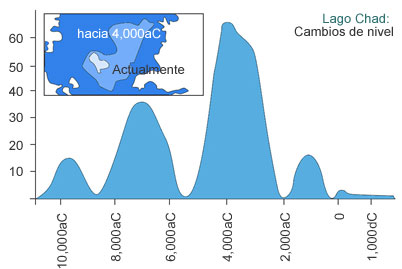 Lago Chad:
Cambios de nivel
hacia 4,000aC
Actualmente
60
50
40
30
20
10
10,000aC
8,000aC
6,000aC
4,000aC
2,000aC
0
1,000dC